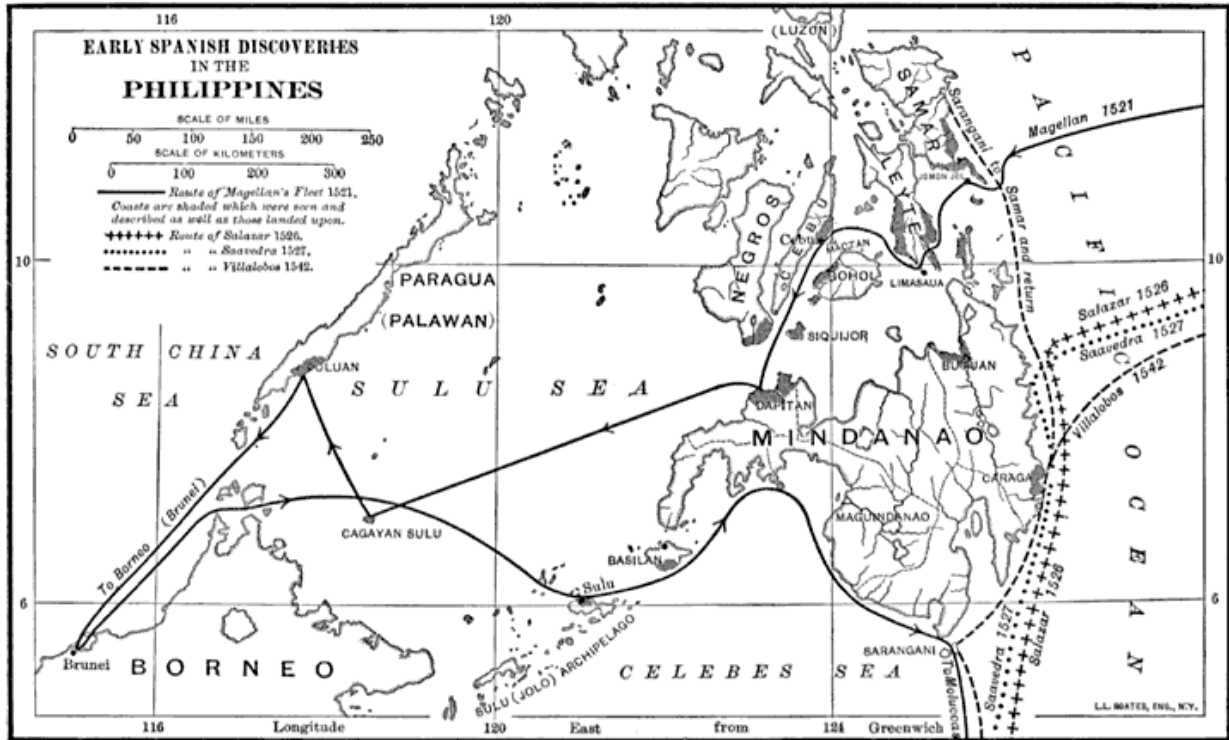 116
120
EARLY SPANISH DISCOVERIES
IN THE
PHILIPPINES
SCALE OF MILES
0 50 100 150 200 250
SCALE OF KILOMETERS
0 100 200 300
Route of Magellan's Fleet 1521.
Coasts are shaded which were seen and
described as well as those landed upon.
Route of Salazar 1526.
" " Saavedra 1527.
" " Villalobos 1542.
(LUZON)
SAMAR
Sarangani to
Samar and return
PACIFIC
OCEAN
Magellan 1521
JOMONJOL
LEYTE
CEBU
Cebu
MACTAN
NEGROS
BOHOL
LIMASAUA
10
10
PARAGUA
(PALAWAN)
SIQUIJOR
Salazar 1526
Saavedra 1527
Villalobos 1542
SOUTH CHINA
SEA
SULU SEA
BUTUAN
DAPITAN
MINDANAO
CARAGA
MAGUINDANAO
CAGAYAN SULU
To Borneo (Brunei)
BASILAN
Sulu
6
6
Brunei
BORNEO
SULU (JOLO) ARCHIPELAGO
CELEBES SEA
SARANGANI
To Moluccas
Saavedra 1527
Salazar 1526
L.L. POATES, ENG., N.Y.
116
Longitude
120
East
from
124
Greenwich